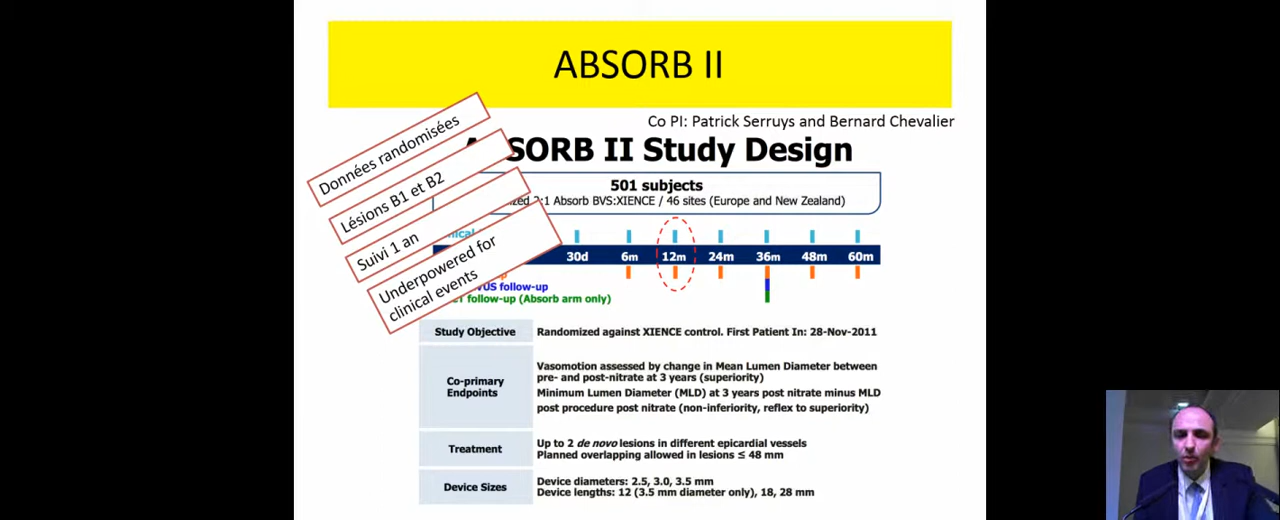 ABSORB II
Co PI: Patrick Serruys and Bernard Chevalier
SORB II Study Design
Données randomisées
Lésions B1 et B2
Suivi 1 an
Underpowered for
clinical events
501 subjects
:1 Absorb BVS:XIENCE / 46 sites (Europe and New Zealand)
30d 6m 12m 24m 36m 48m 60m
VUS follow-up
follow-up (Absorb arm only)
Study Objective
Randomized against XIENCE control. First Patient In: 28-Nov-2011
Co-primary
Endpoints
Vasomotion assessed by change in Mean Lumen Diameter between
pre- and post-nitrate at 3 years (superiority)
Minimum Lumen Diameter (MLD) at 3 years post nitrate minus MLD
post procedure post nitrate (non-inferiority, reflex to superiority)
Treatment
Up to 2 de novo lesions in different epicardial vessels
Planned overlapping allowed in lesions ≤ 48 mm
Device Sizes
Device diameters: 2.5, 3.0, 3.5 mm
Device lengths: 12 (3.5 mm diameter only), 18, 28 mm